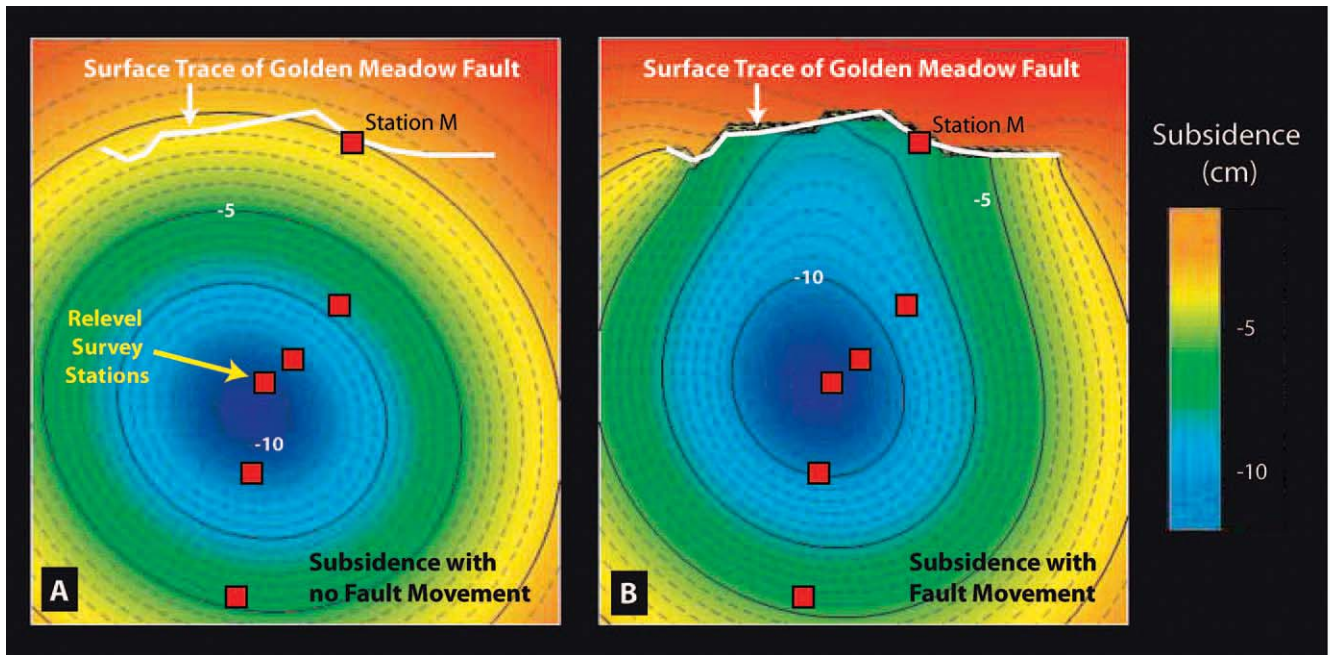 Surface Trace of Golden Meadow Fault
Station M
-5
Relevel
Survey
Stations
-10
Subsidence with
no Fault Movement
A
Surface Trace of Golden Meadow Fault
Station M
-5
-10
Subsidence with
Fault Movement
B
Subsidence
(cm)
-5
-10